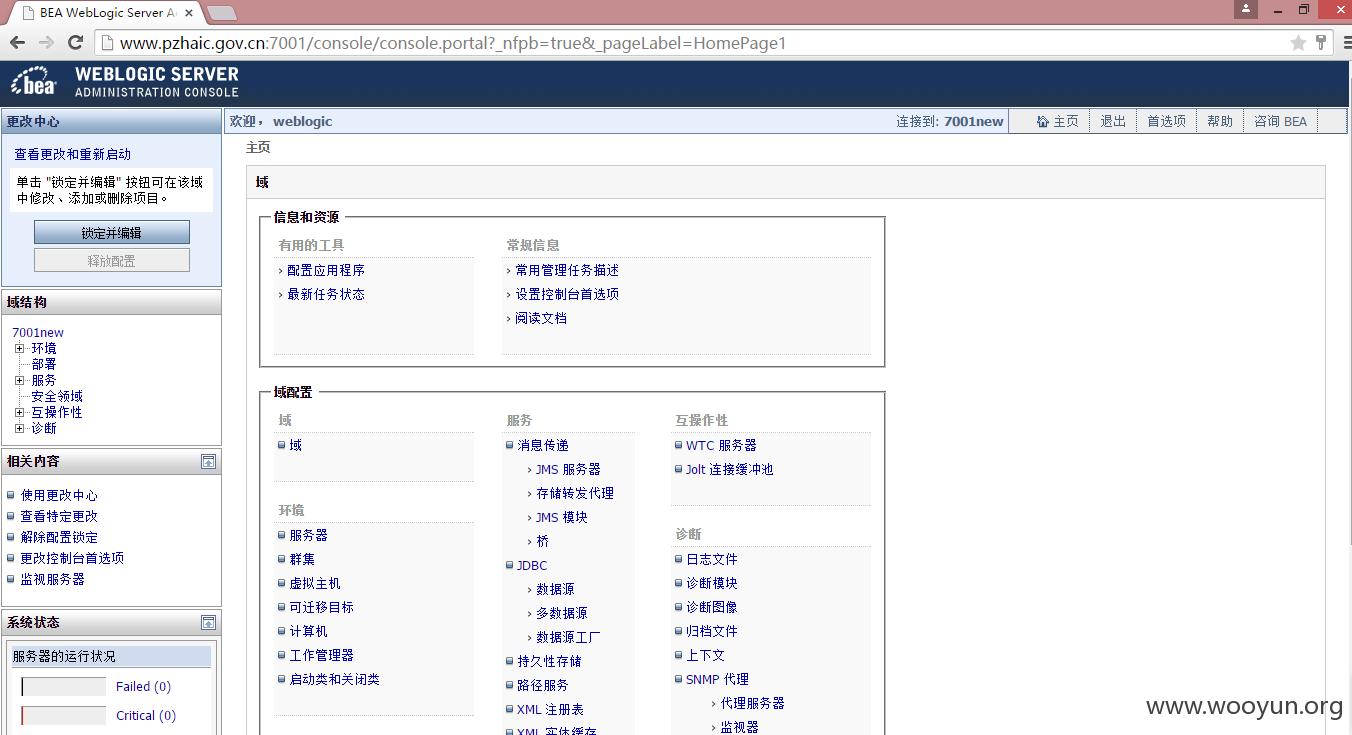 BEA WebLogic Server A
www.pzhaic.gov.cn:7001/console/console.portal?_nfpb=true&_pageLabel=HomePage1
bea
WEBLOGIC SERVER
ADMINISTRATION CONSOLE
更改中心
查看更改和重新启动
单击 "锁定并编辑" 按钮可在该域
中修改、添加或删除项目。
锁定并编辑
释放配置
域结构
7001new
环境
部署
服务
安全领域
互操作性
诊断
相关内容
使用更改中心
查看特定更改
解除配置锁定
更改控制台首选项
监视服务器
系统状态
服务器的运行状况
Failed (0)
Critical (0)
欢迎, weblogic
连接到: 7001new
主页
退出
首选项
帮助
咨询 BEA
主页
域
信息和资源
有用的工具
配置应用程序
最新任务状态
常规信息
常用管理任务描述
设置控制台首选项
阅读文档
域配置
域
域
环境
服务器
群集
虚拟主机
可迁移目标
计算机
工作管理器
启动类和关闭类
服务
消息传递
JMS 服务器
存储转发代理
JMS 模块
桥
JDBC
数据源
多数据源
数据源工厂
持久性存储
路径服务
XML 注册表
XML 实体缓存
互操作性
WTC 服务器
Jolt 连接缓冲池
诊断
日志文件
诊断模块
诊断图像
归档文件
上下文
SNMP 代理
代理服务器
监视器
www.wooyun.org